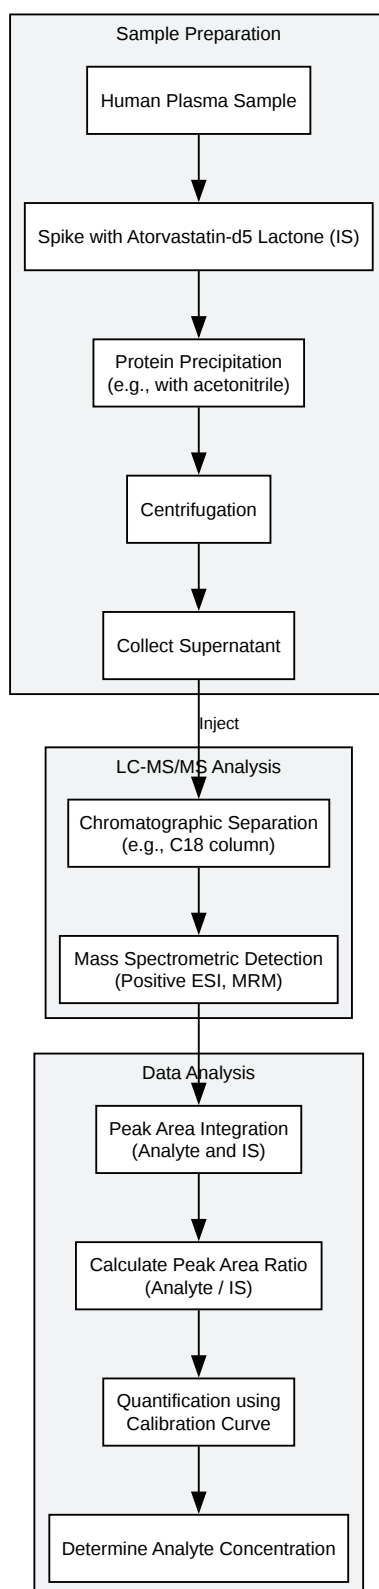 Sample Preparation
Human Plasma Sample
Spike with Atorvastatin-d5 Lactone (IS)
Protein Precipitation
(e.g., with acetonitrile)
Centrifugation
Collect Supernatant
Inject
LC-MS/MS Analysis
Chromatographic Separation
(e.g., C18 column)
Mass Spectrometric Detection
(Positive ESI, MRM)
Data Analysis
Peak Area Integration
(Analyte and IS)
Calculate Peak Area Ratio
(Analyte / IS)
Quantification using
Calibration Curve
Determine Analyte Concentration